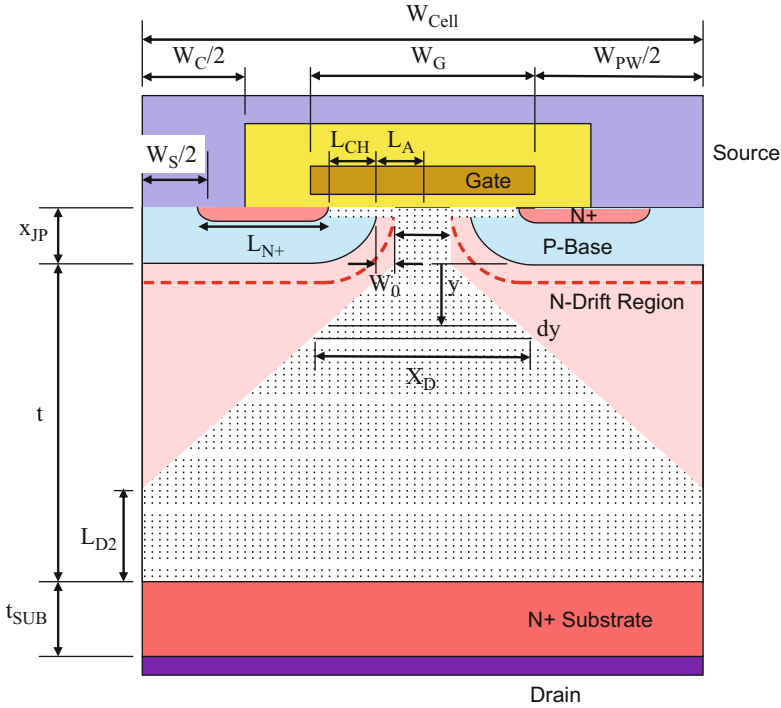 W_Cell
W_C/2
W_G
W_PW/2
L_CH
L_A
W_S/2
Source
Gate
N+
x_JP
L_N+
P-Base
W_0
y
N-Drift Region
dy
X_D
t
L_D2
t_SUB
N+ Substrate
Drain